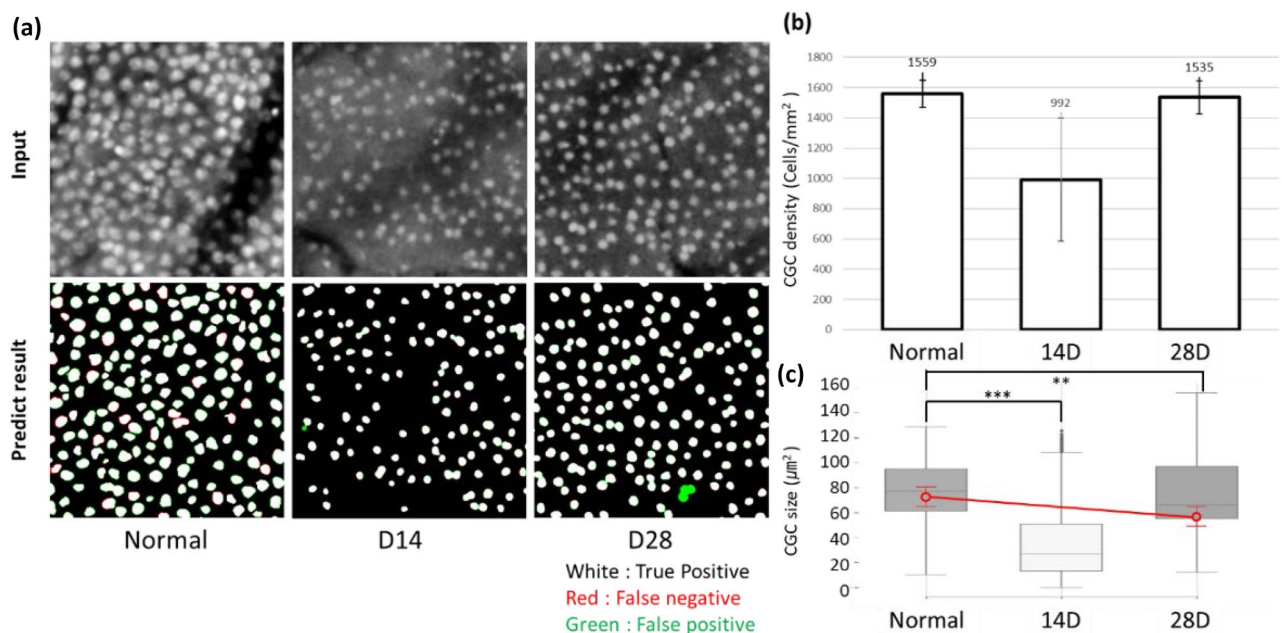 (a)
Input
Predict result
Normal
D14
D28
White : True Positive
Red : False negative
Green : False positive
(b)
CGC density (Cells/mm²)
1800
1600
1400
1200
1000
800
600
400
200
0
1559
992
1535
Normal
14D
28D
(c)
CGC size (㎛²)
160
140
120
100
80
60
40
20
0
**
***
Normal
14D
28D